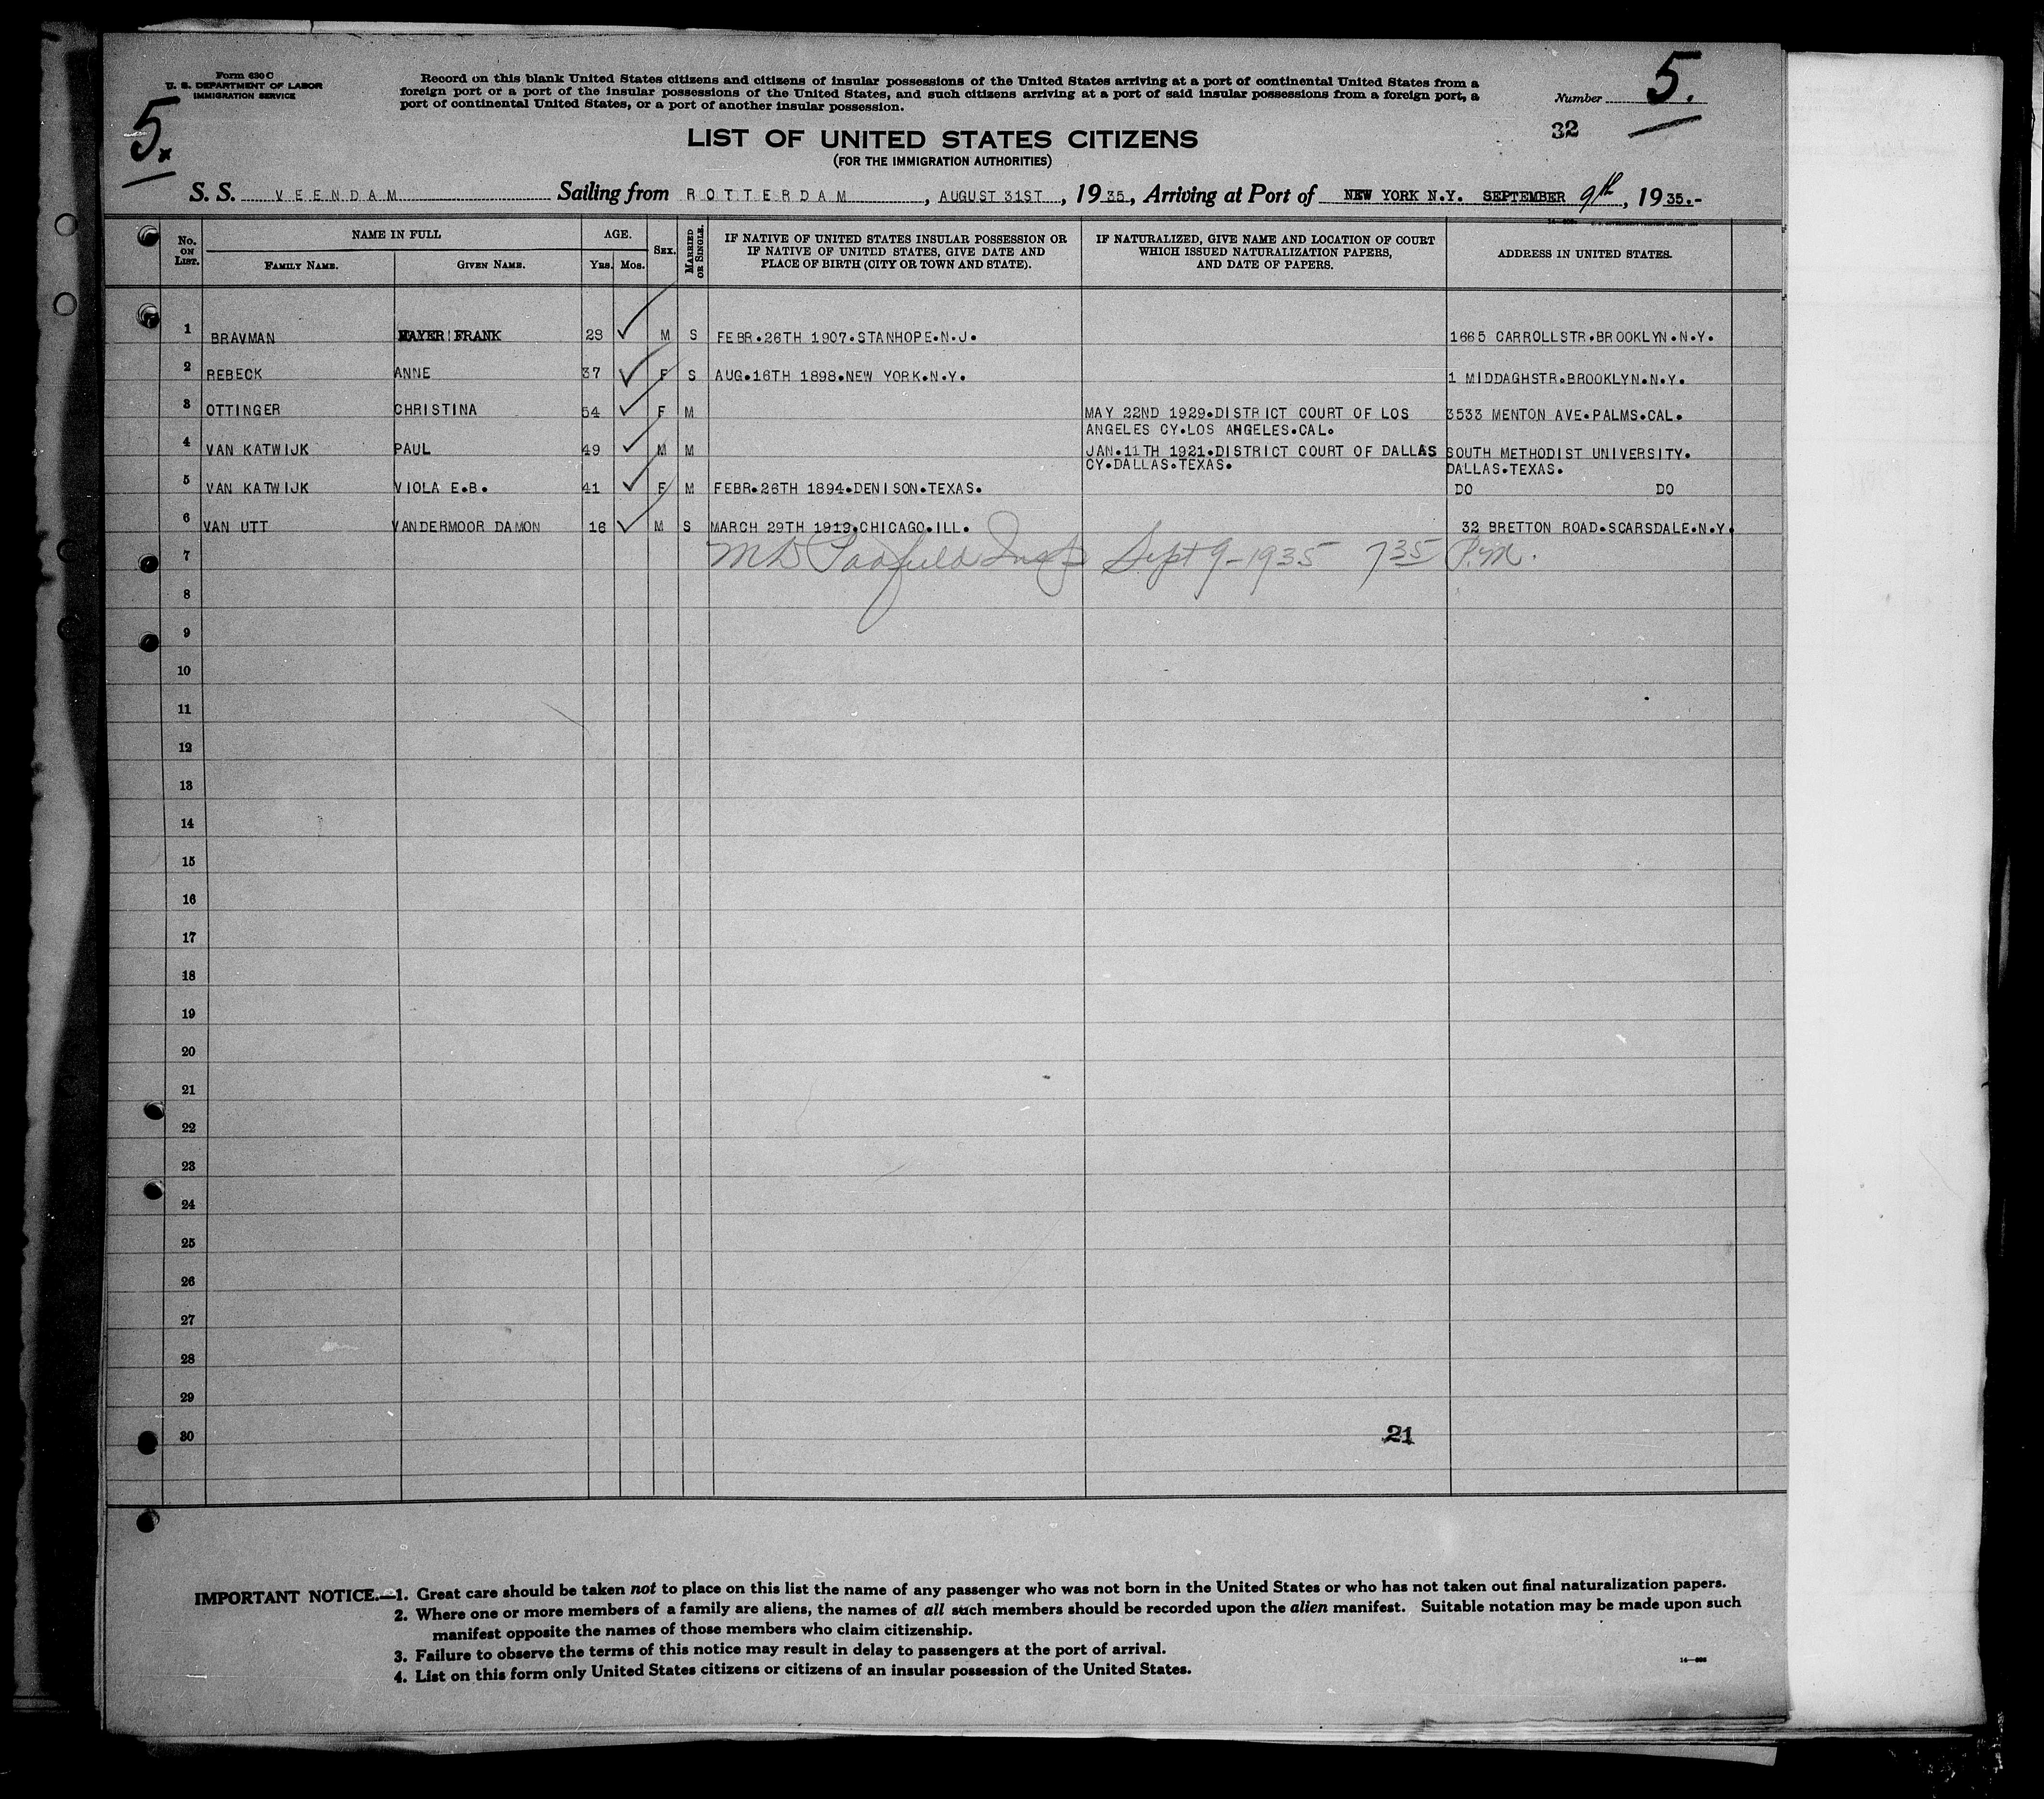 Form 630 C
U. S. DEPARTMENT OF LABOR
IMMIGRATION SERVICE
5.
Record on this blank United States citizens and citizens of insular possessions of the United States arriving at a port of continental United States from a
foreign port or a port of the insular possessions of the United States, and such citizens arriving at a port of said insular possessions from a foreign port, a
port of continental United States, or a port of another insular possession.
Number 5.
32
LIST OF UNITED STATES CITIZENS
(FOR THE IMMIGRATION AUTHORITIES)
S. S. VEENDAM Sailing from ROTTERDAM, AUGUST 31ST, 1935, Arriving at Port of NEW YORK N.Y. SEPTEMBER 9th, 1935.-
No. ON LIST. NAME IN FULL FAMILY NAME. GIVEN NAME. AGE. YRS. MOS. SEX. MARRIED OR SINGLE. IF NATIVE OF UNITED STATES INSULAR POSSESSION OR IF NATIVE OF UNITED STATES, GIVE DATE AND PLACE OF BIRTH (CITY OR TOWN AND STATE). IF NATURALIZED, GIVE NAME AND LOCATION OF COURT WHICH ISSUED NATURALIZATION PAPERS, AND DATE OF PAPERS. ADDRESS IN UNITED STATES.
1 BRAVMAN MAYER FRANK 28 M S FEBR.26TH 1907.STANHOPE.N.J. 1665 CARROLLSTR.BROOKLYN.N.Y.
2 REBECK ANNE 37 F S AUG.16TH 1898.NEW YORK.N.Y. 1 MIDDAGHSTR.BROOKLYN.N.Y.
3 OTTINGER CHRISTINA 54 F M MAY 22ND 1929.DISTRICT COURT OF LOS 3533 MENTON AVE.PALMS.CAL.
ANGELES CY.LOS ANGELES.CAL.
4 VAN KATWIJK PAUL 49 M M JAN.11TH 1921.DISTRICT COURT OF DALLAS SOUTH METHODIST UNIVERSITY.
CY.DALLAS.TEXAS. DALLAS.TEXAS.
5 VAN KATWIJK VIOLA E.B. 41 F M FEBR.26TH 1894.DENISON.TEXAS. DO DO
6 VAN UTT VANDERMOOR DAMON 16 M S MARCH 29TH 1919.CHICAGO.ILL. 32 BRETTON ROAD.SCARSDALE.N.Y.
7 Insp Sept 9-1935 735 P.M.
8
9
10
11
12
13
14
15
16
17
18
19
20
21
22
23
24
25
26
27
28
29
30
21
IMPORTANT NOTICE.—1. Great care should be taken not to place on this list the name of any passenger who was not born in the United States or who has not taken out final naturalization papers.
2. Where one or more members of a family are aliens, the names of all such members should be recorded upon the alien manifest. Suitable notation may be made upon such
manifest opposite the names of those members who claim citizenship.
3. Failure to observe the terms of this notice may result in delay to passengers at the port of arrival.
4. List on this form only United States citizens or citizens of an insular possession of the United States.